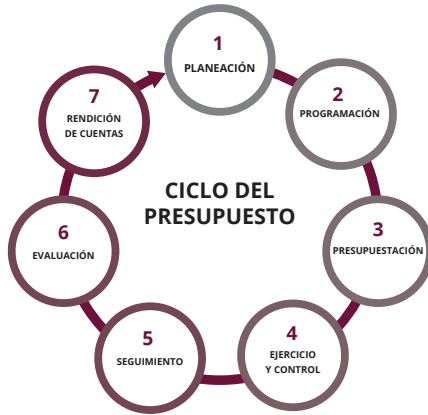 CICLO DEL
PRESUPUESTO
1
PLANEACIÓN
2
PROGRAMACIÓN
3
PRESUPUESTACIÓN
4
EJERCICIO
Y CONTROL
5
SEGUIMIENTO
6
EVALUACIÓN
7
RENDICIÓN
DE CUENTAS